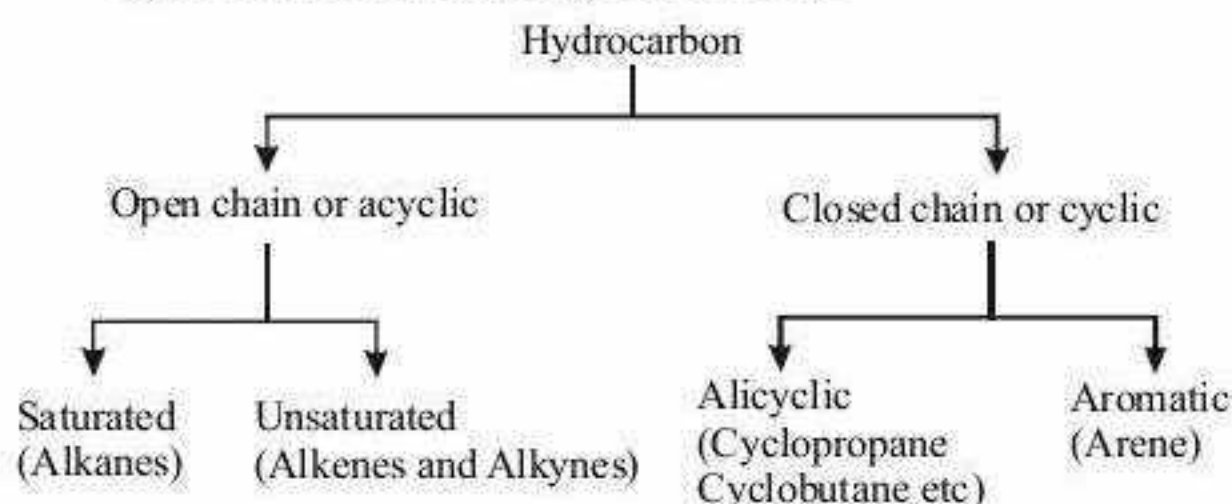 Hydrocarbon
Open chain or acyclic
Closed chain or cyclic
Saturated
(Alkanes)
Unsaturated
(Alkenes and Alkynes)
Alicyclic
(Cyclopropane
Cyclobutane etc)
Aromatic
(Arene)